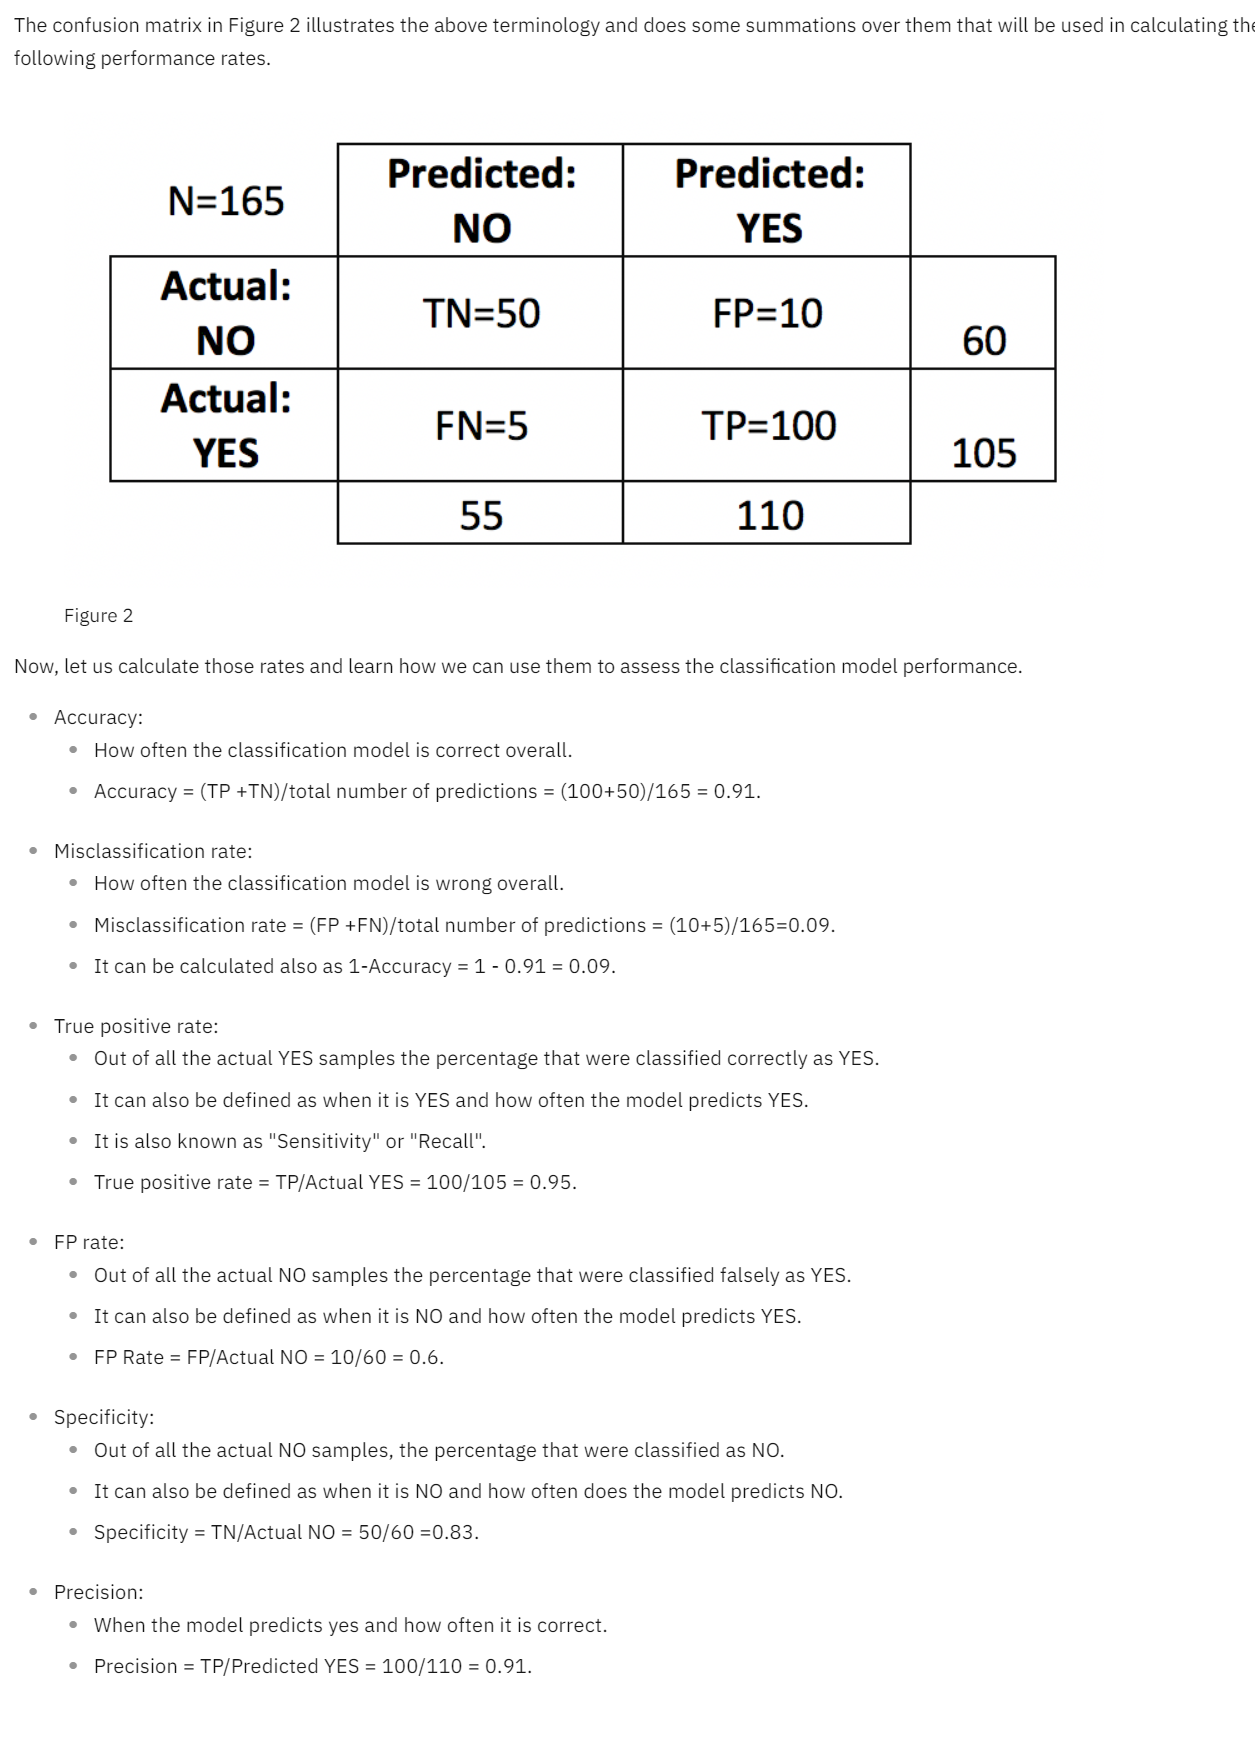 The confusion matrix in Figure 2 illustrates the above terminology and does some summations over them that will be used in calculating the
following performance rates.
N=165
Predicted:
NO
Predicted:
YES
Actual:
NO
TN=50
FP=10
60
Actual:
YES
FN=5
TP=100
105
55
110
Figure 2
Now, let us calculate those rates and learn how we can use them to assess the classification model performance.
• Accuracy:
• How often the classification model is correct overall.
• Accuracy = (TP +TN)/total number of predictions = (100+50)/165 = 0.91.
• Misclassification rate:
• How often the classification model is wrong overall.
• Misclassification rate = (FP +FN)/total number of predictions = (10+5)/165=0.09.
• It can be calculated also as 1-Accuracy = 1 - 0.91 = 0.09.
• True positive rate:
• Out of all the actual YES samples the percentage that were classified correctly as YES.
• It can also be defined as when it is YES and how often the model predicts YES.
• It is also known as "Sensitivity" or "Recall".
• True positive rate = TP/Actual YES = 100/105 = 0.95.
• FP rate:
• Out of all the actual NO samples the percentage that were classified falsely as YES.
• It can also be defined as when it is NO and how often the model predicts YES.
• FP Rate = FP/Actual NO = 10/60 = 0.6.
• Specificity:
• Out of all the actual NO samples, the percentage that were classified as NO.
• It can also be defined as when it is NO and how often does the model predicts NO.
• Specificity = TN/Actual NO = 50/60 =0.83.
• Precision:
• When the model predicts yes and how often it is correct.
• Precision = TP/Predicted YES = 100/110 = 0.91.